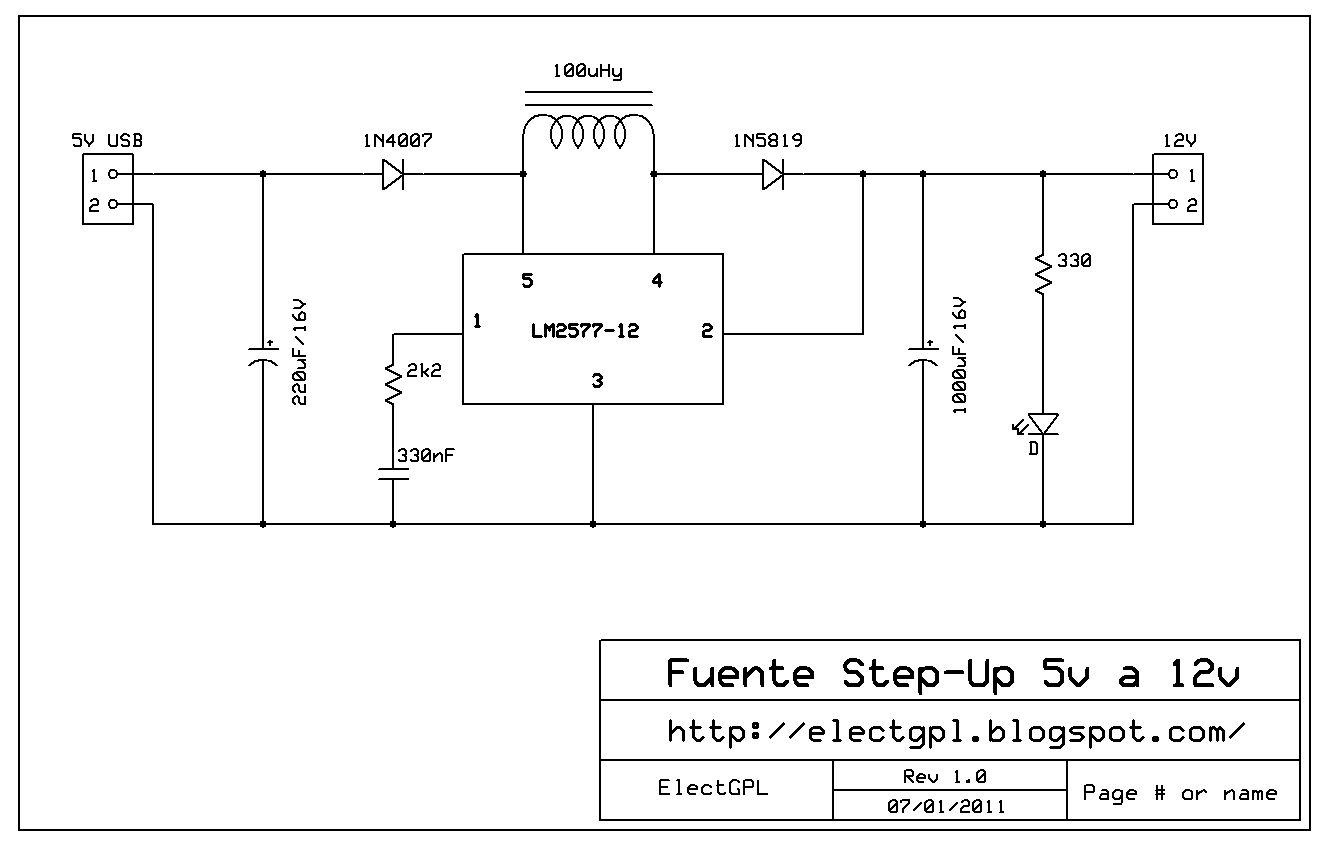 100uHy
5V USB
1N4007
1N5819
12V
1
2
1
2
5
4
330
1
LM2577-12
2
220uF/16V
1000uF/16V
2k2
3
D
330nF
Fuente Step-Up 5v a 12v
http://electgpl.blogspot.com/
ElectGPL
Rev 1.0
07/01/2011
Page # or name